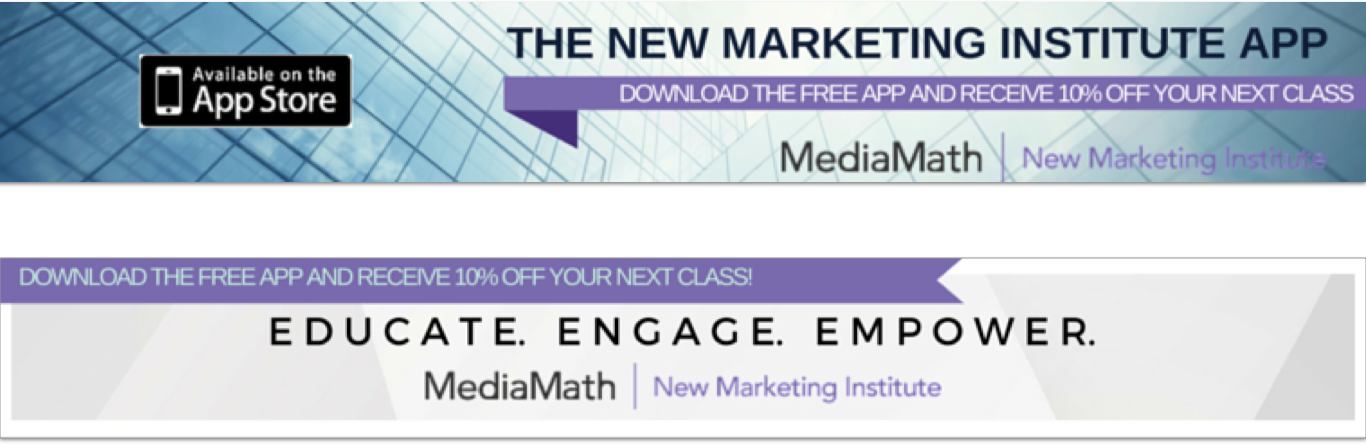 THE NEW MARKETING INSTITUTE APP
Available on the
App Store
DOWNLOAD THE FREE APP AND RECEIVE 10% OFF YOUR NEXT CLASS
MediaMath | New Marketing Institute
DOWNLOAD THE FREE APP AND RECEIVE 10% OFF YOUR NEXT CLASS!
EDUCATE. ENGAGE. EMPOWER.
MediaMath | New Marketing Institute